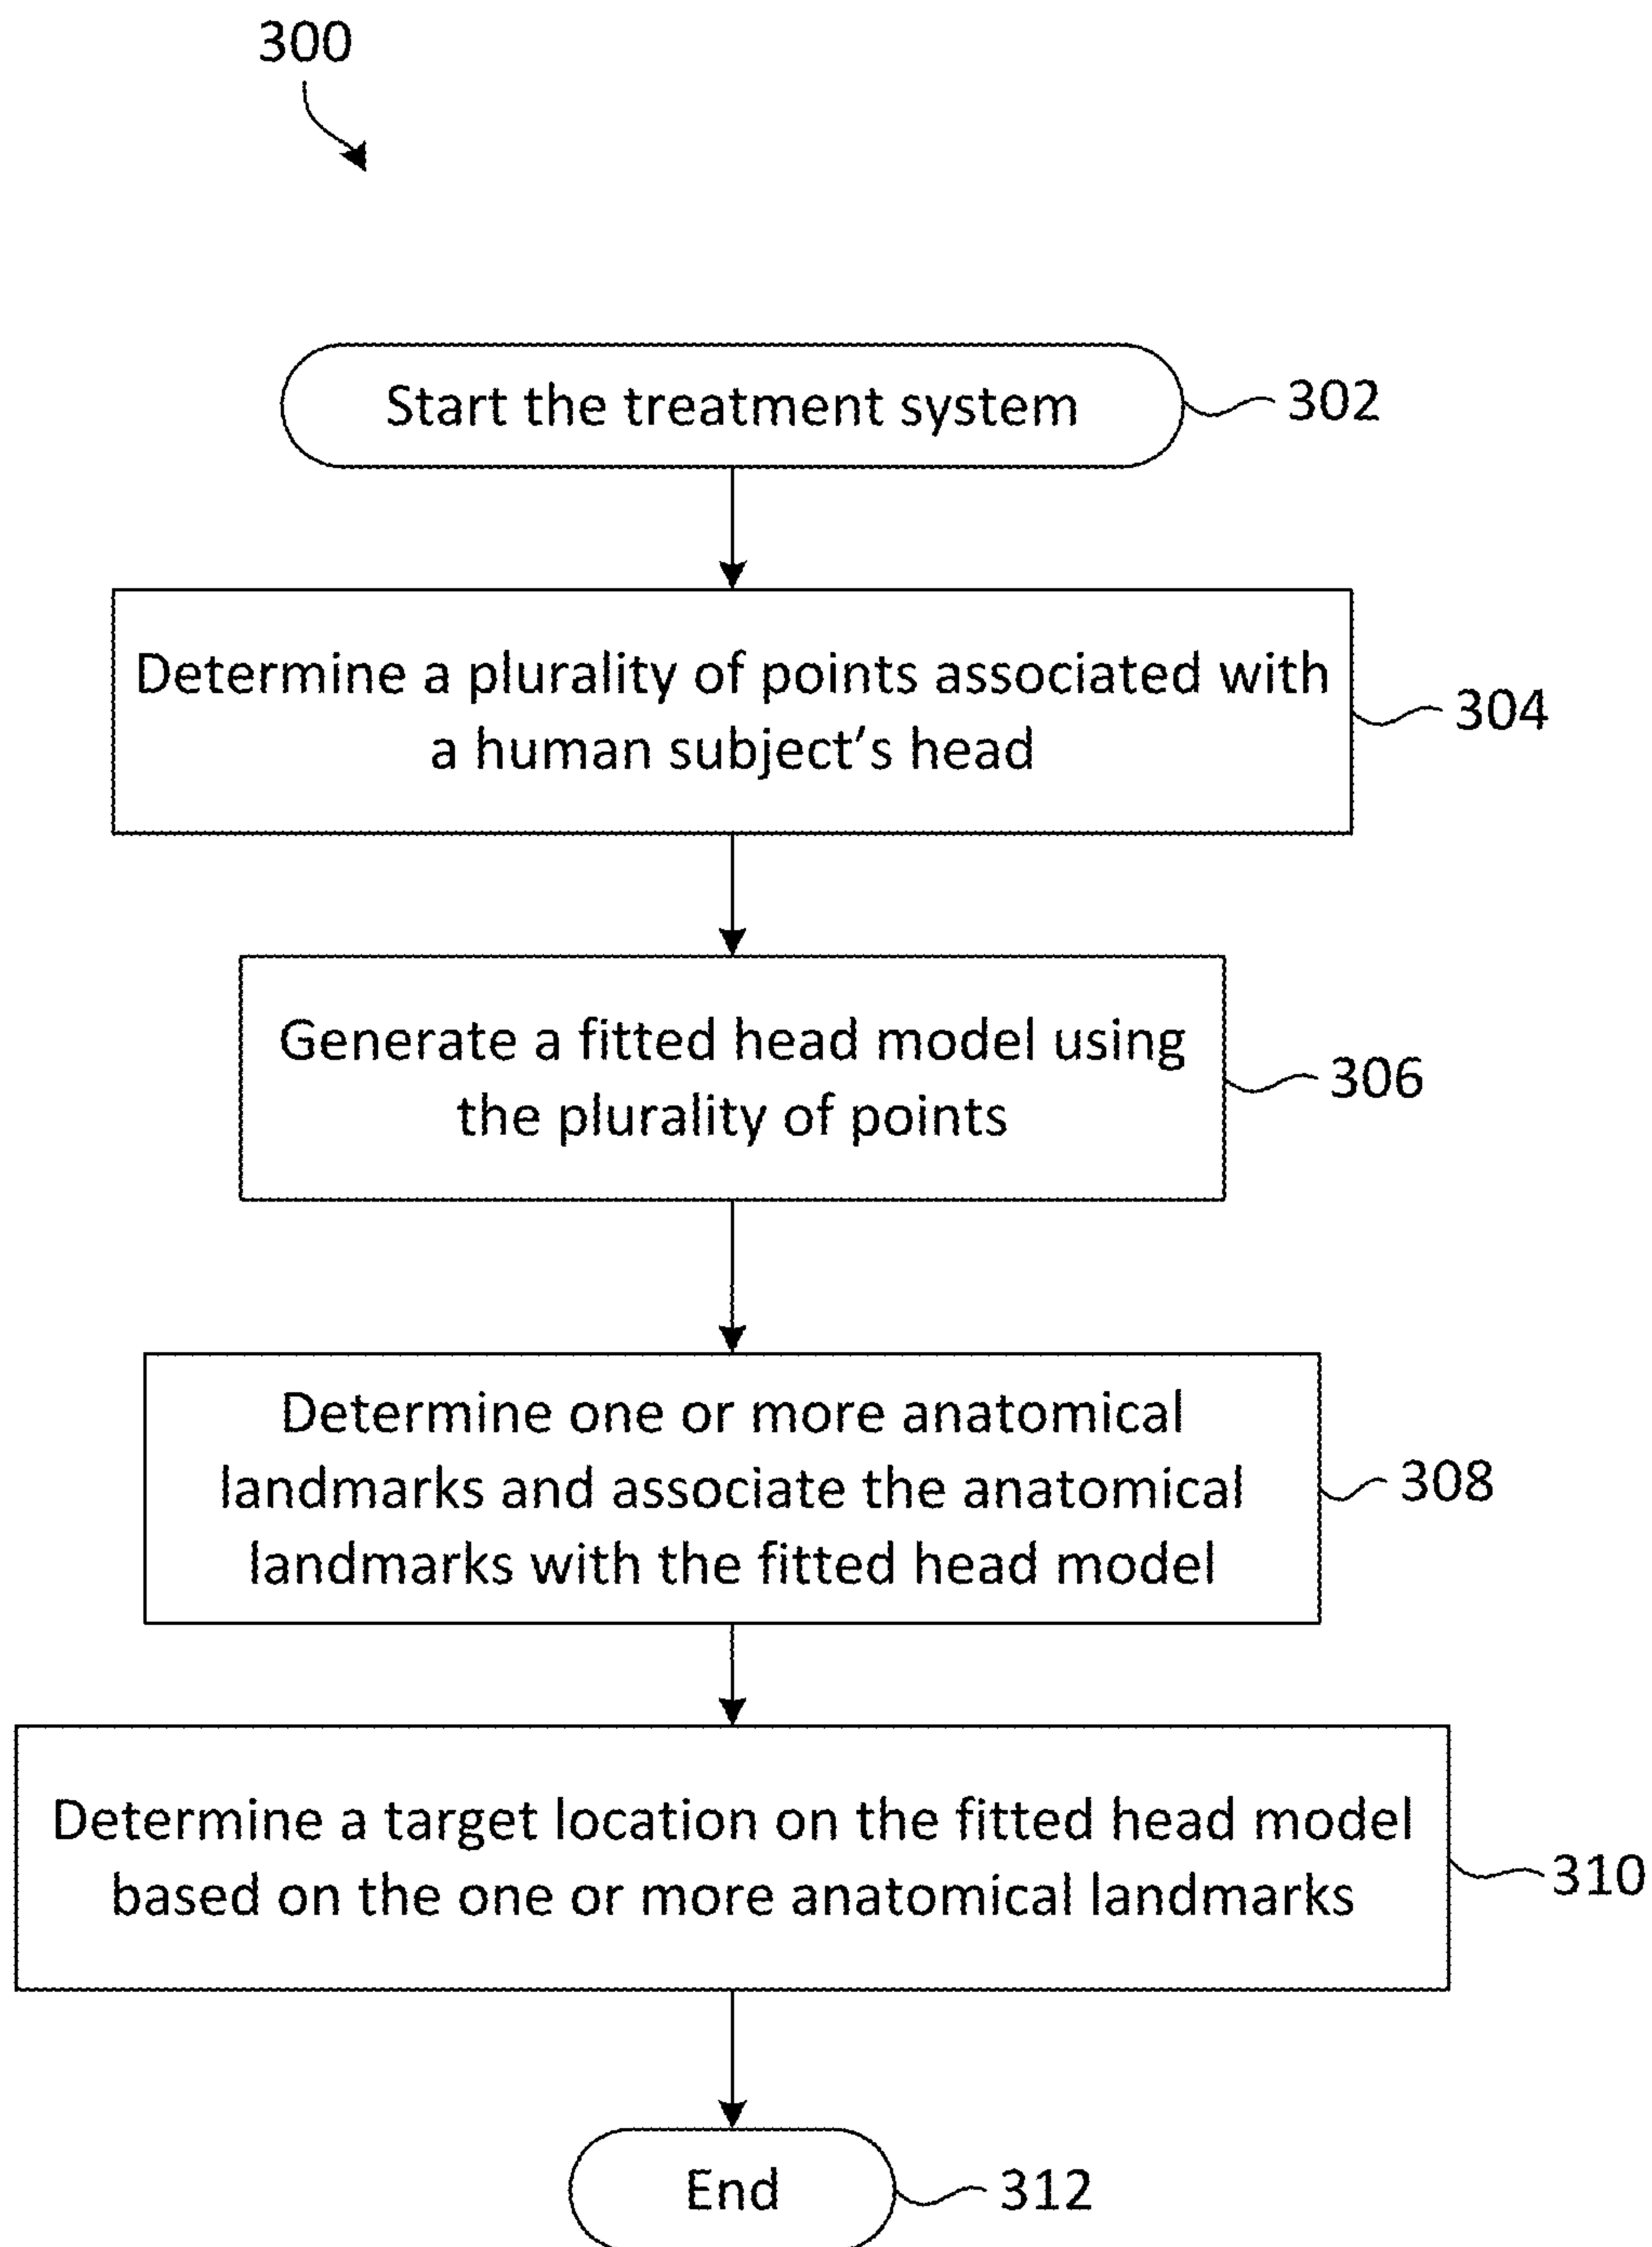 300
Start the treatment system
302
Determine a plurality of points associated with
a human subject's head
304
Generate a fitted head model using
the plurality of points
306
Determine one or more anatomical
landmarks and associate the anatomical
landmarks with the fitted head model
308
Determine a target location on the fitted head model
based on the one or more anatomical landmarks
310
End
312